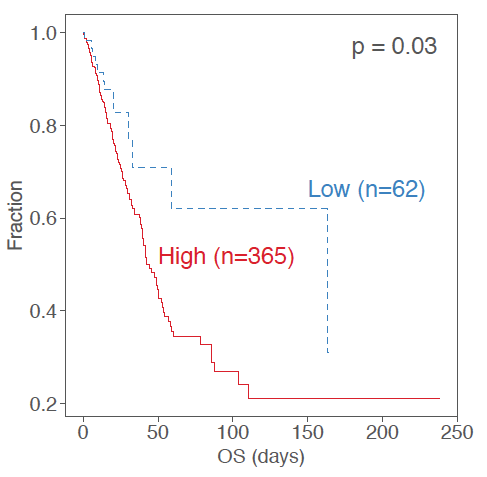 p = 0.03
1.0
0.8
0.6
0.4
0.2
Fraction
Low (n=62)
High (n=365)
0 50 100 150 200 250
OS (days)